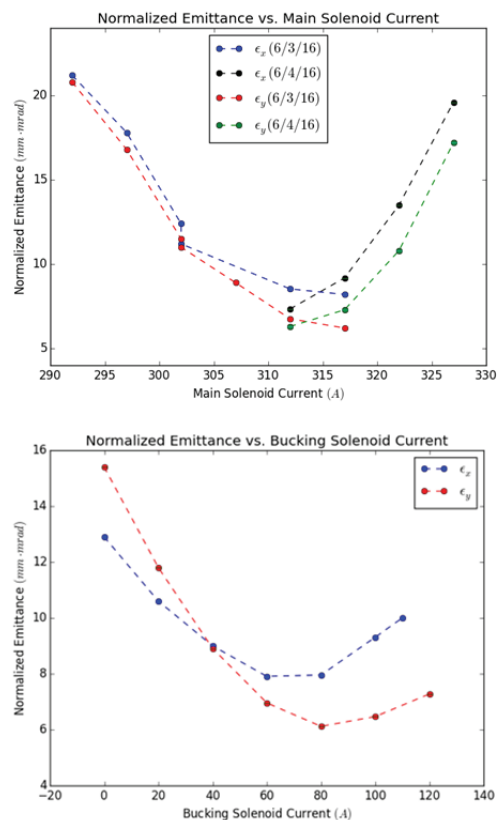 Normalized Emittance vs. Main Solenoid Current
ϵx(6/3/16)
ϵx(6/4/16)
ϵy(6/3/16)
ϵy(6/4/16)
20
15
10
5
Normalized Emittance (mm·mrad)
290 295 300 305 310 315 320 325 330
Main Solenoid Current (A)
Normalized Emittance vs. Bucking Solenoid Current
ϵx
ϵy
16
14
12
10
8
6
4
Normalized Emittance (mm·mrad)
−20 0 20 40 60 80 100 120 140
Bucking Solenoid Current (A)